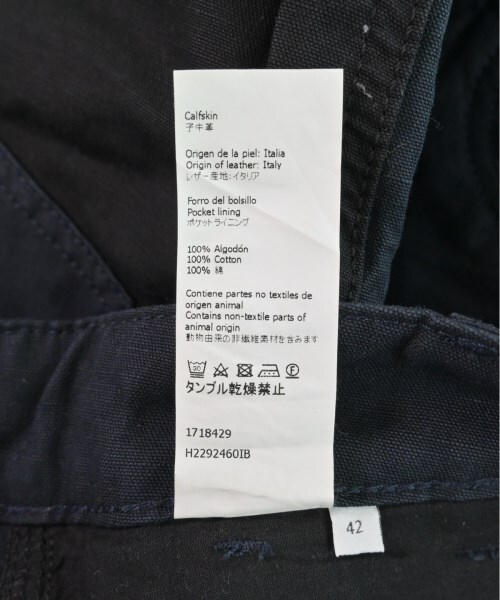 Calfskin
子牛革
Origen de la piel: Italia
Origin of leather: Italy
レザー産地:イタリア
Forro del bolsillo
Pocket lining
ポケットライニング
100% Algodón
100% Cotton
100% 綿
Contiene partes no textiles de
origen animal
Contains non-textile parts of
animal origin
動物由来の非繊維素材を含みます
30
F
タンブル乾燥禁止
1718429
H2292460IB
42